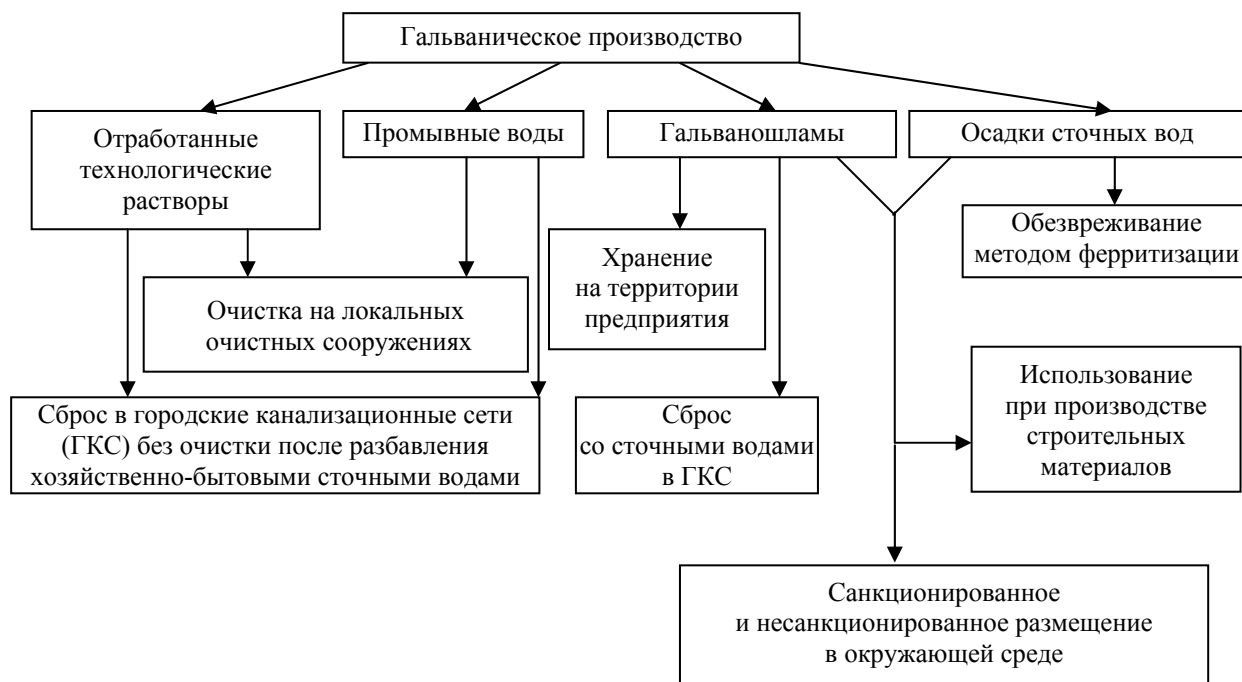 Гальваническое производство
Отработанные
технологические
растворы
Промывные воды
Гальваношламы
Осадки сточных вод
Обезвреживание
методом ферритизации
Хранение
на территории
предприятия
Очистка на локальных
очистных сооружениях
Использование
при производстве
строительных
материалов
Сброс в городские канализационные сети
(ГКС) без очистки после разбавления
хозяйственно-бытовыми сточными водами
Сброс
со сточными водами
в ГКС
Санкционированное
и несанкционированное размещение
в окружающей среде